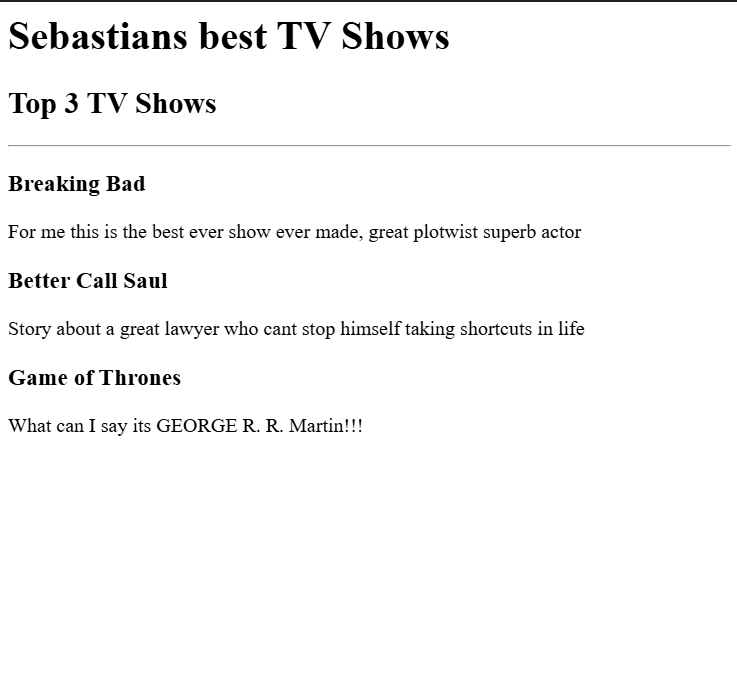 Sebastians best TV Shows
Top 3 TV Shows
Breaking Bad
For me this is the best ever show ever made, great plotwist superb actor
Better Call Saul
Story about a great lawyer who cant stop himself taking shortcuts in life
Game of Thrones
What can I say its GEORGE R. R. Martin!!!